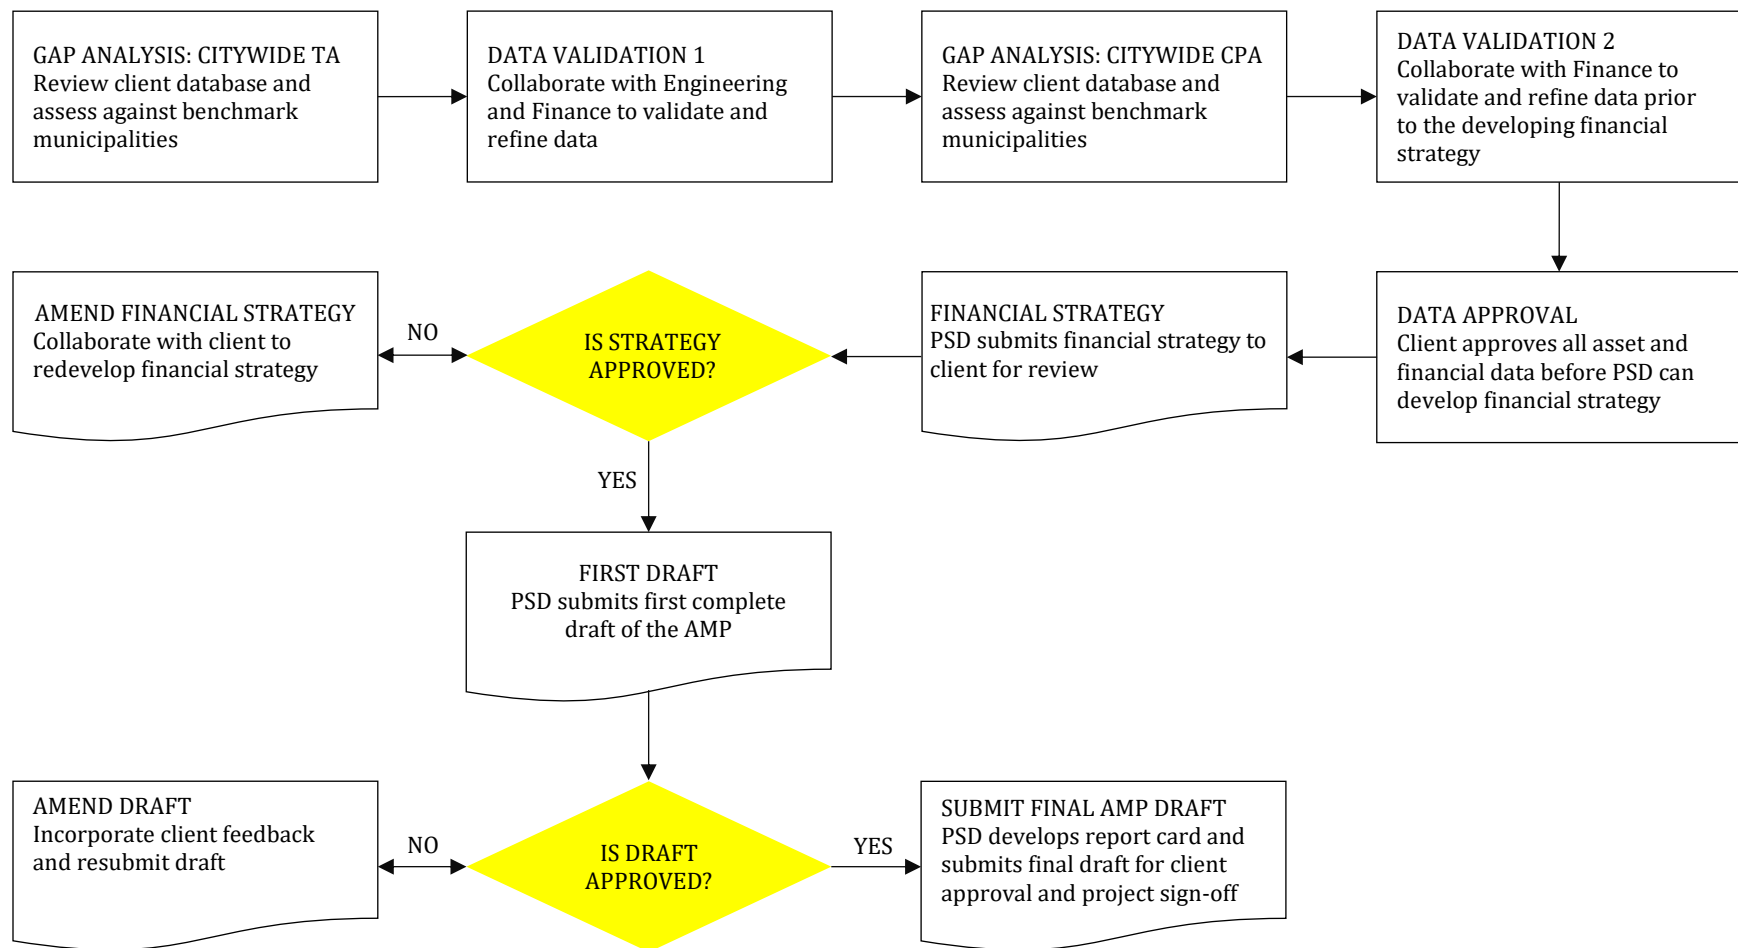 GAP ANALYSIS: CITYWIDE TA
Review client database and
assess against benchmark
municipalities
DATA VALIDATION 1
Collaborate with Engineering
and Finance to validate and
refine data
GAP ANALYSIS: CITYWIDE CPA
Review client database and
assess against benchmark
municipalities
DATA VALIDATION 2
Collaborate with Finance to
validate and refine data prior
to the developing financial
strategy
AMEND FINANCIAL STRATEGY
Collaborate with client to
redevelop financial strategy
NO
IS STRATEGY
APPROVED?
FINANCIAL STRATEGY
PSD submits financial strategy to
client for review
DATA APPROVAL
Client approves all asset and
financial data before PSD can
develop financial strategy
YES
FIRST DRAFT
PSD submits first complete
draft of the AMP
AMEND DRAFT
Incorporate client feedback
and resubmit draft
NO
IS DRAFT
APPROVED?
YES
SUBMIT FINAL AMP DRAFT
PSD develops report card and
submits final draft for client
approval and project sign-off